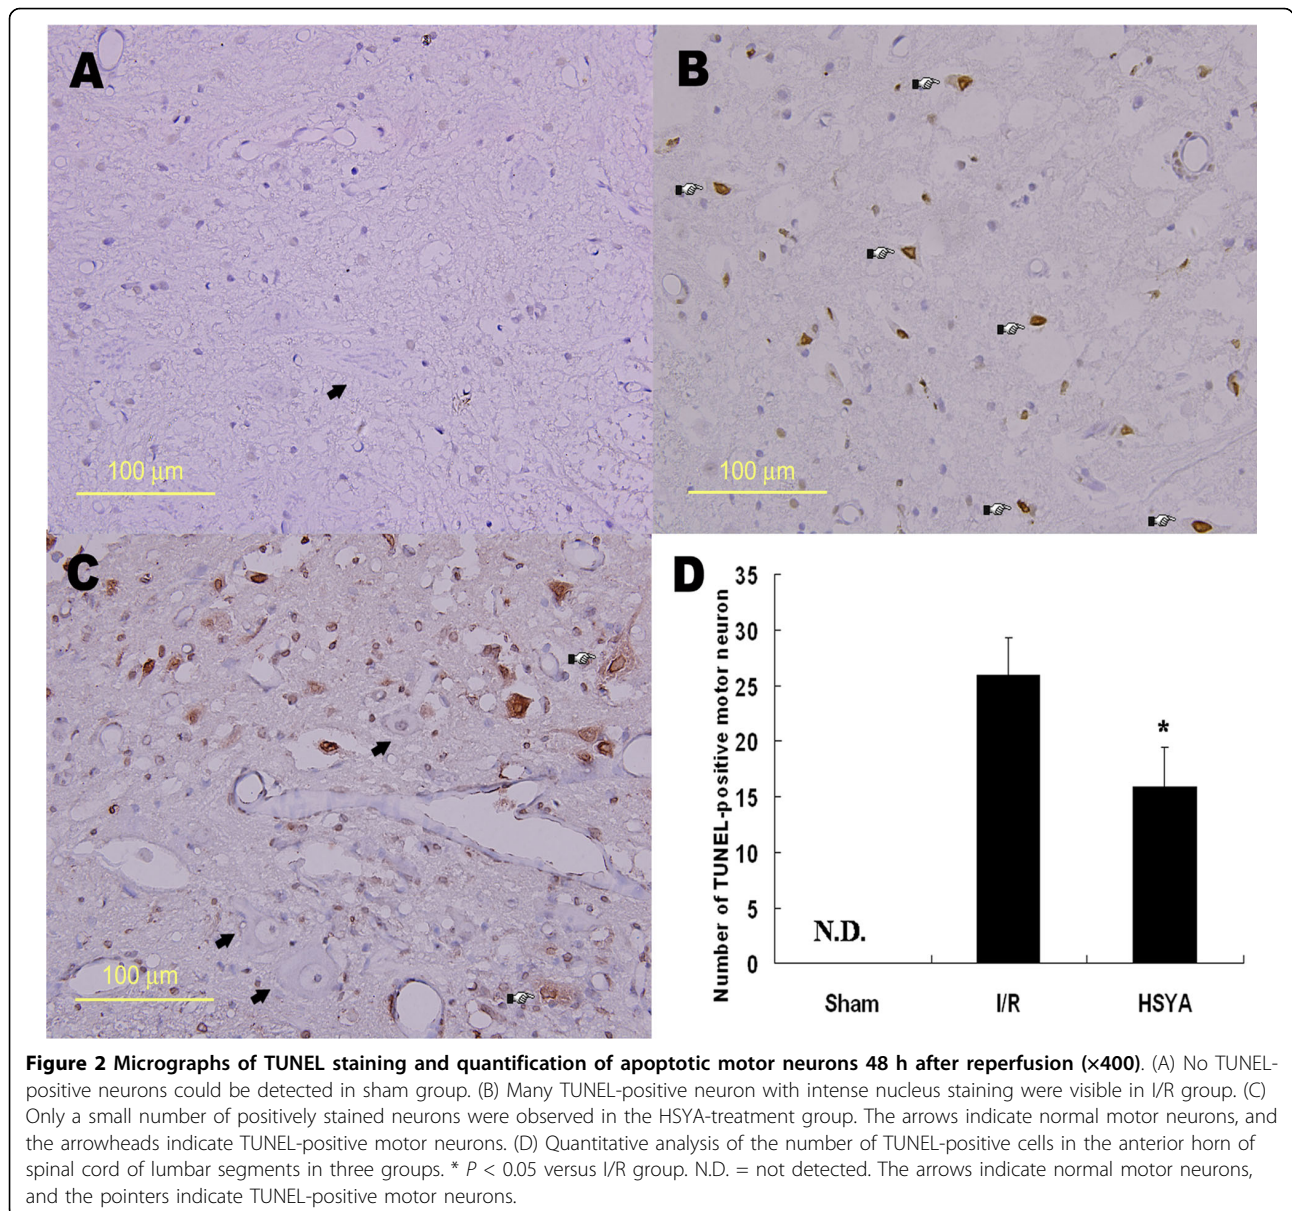 A
B
100 µm
100 µm
C
100 µm
D
Number of TUNEL-positive motor neuron
35
30
25
20
15
10
5
0
N.D.
*
Sham
I/R
HSYA
Figure 2 Micrographs of TUNEL staining and quantification of apoptotic motor neurons 48 h after reperfusion (×400). (A) No TUNEL-
positive neurons could be detected in sham group. (B) Many TUNEL-positive neuron with intense nucleus staining were visible in I/R group. (C)
Only a small number of positively stained neurons were observed in the HSYA-treatment group. The arrows indicate normal motor neurons, and
the arrowheads indicate TUNEL-positive motor neurons. (D) Quantitative analysis of the number of TUNEL-positive cells in the anterior horn of
spinal cord of lumbar segments in three groups. * P < 0.05 versus I/R group. N.D. = not detected. The arrows indicate normal motor neurons,
and the pointers indicate TUNEL-positive motor neurons.